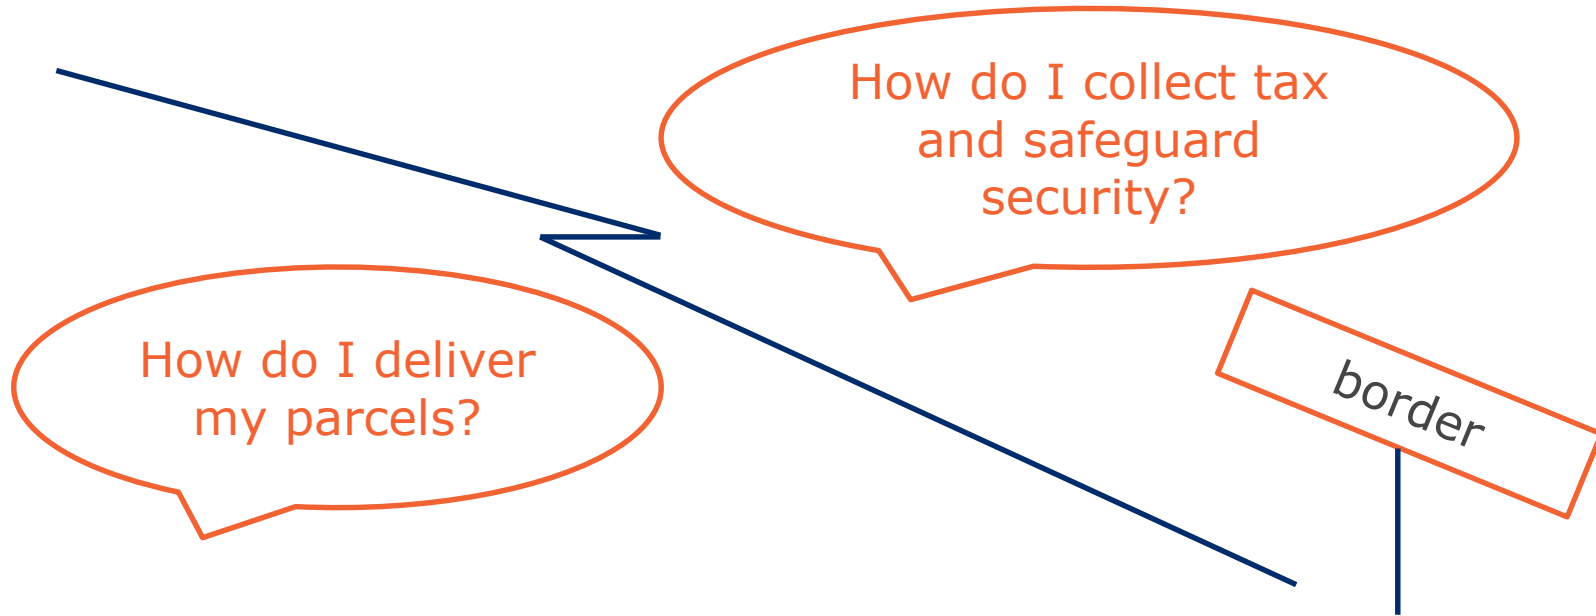 How do I collect tax
and safeguard
security?
How do I deliver
my parcels?
border